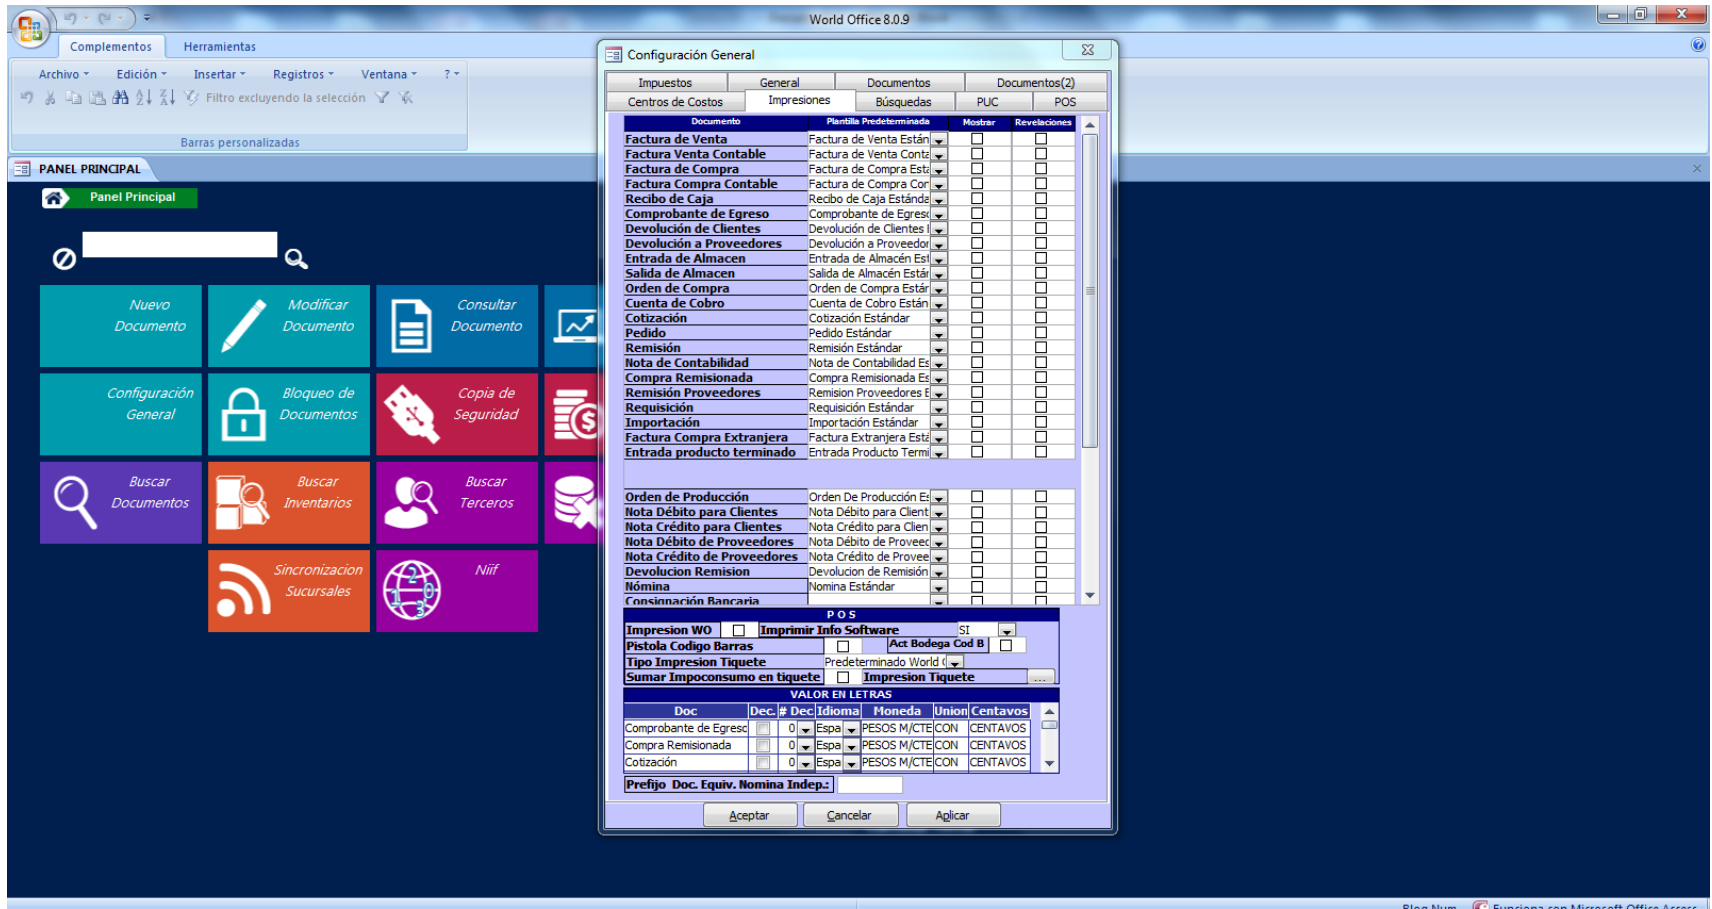 World Office 8.0.9
Complementos Herramientas
Archivo Edición Insertar Registros Ventana ?
Filtro excluyendo la selección
Barras personalizadas
PANEL PRINCIPAL
Panel Principal
Nuevo Documento
Modificar Documento
Consultar Documento
Configuración General
Bloqueo de Documentos
Copia de Seguridad
Buscar Documentos
Buscar Inventarios
Buscar Terceros
Sincronizacion Sucursales
Niif
Configuración General
Impuestos General Documentos Documentos(2)
Centros de Costos Impresiones Búsquedas PUC POS
Documento Plantilla Predeterminada Mostrar Revelaciones
Factura de Venta Factura de Venta Están
Factura Venta Contable Factura de Venta Conta
Factura de Compra Factura de Compra Esta
Factura Compra Contable Factura de Compra Con
Recibo de Caja Recibo de Caja Estánda
Comprobante de Egreso Comprobante de Egreso
Devolución de Clientes Devolución de Clientes
Devolución a Proveedores Devolución a Proveedor
Entrada de Almacen Entrada de Almacén Est
Salida de Almacen Salida de Almacén Están
Orden de Compra Orden de Compra Están
Cuenta de Cobro Cuenta de Cobro Están
Cotización Cotización Estándar
Pedido Pedido Estándar
Remisión Remisión Estándar
Nota de Contabilidad Nota de Contabilidad Es
Compra Remisionada Compra Remisionada Es
Remisión Proveedores Remision Proveedores E
Requisición Requisición Estándar
Importación Importación Estándar
Factura Compra Extranjera Factura Extranjera Está
Entrada producto terminado Entrada Producto Termi
Orden de Producción Orden De Producción Es
Nota Débito para Clientes Nota Débito para Client
Nota Crédito para Clientes Nota Crédito para Clien
Nota Débito de Proveedores Nota Débito de Proveec
Nota Crédito de Proveedores Nota Crédito de Provee
Devolucion Remision Devolucion de Remisión
Nómina Nomina Estándar
Consignación Bancaria
P O S
Impresion WO Imprimir Info Software SI
Pistola Codigo Barras Act Bodega Cod B
Tipo Impresion Tiquete Predeterminado World
Sumar Impoconsumo en tiquete Impresion Tiquete ...
VALOR EN LETRAS
Doc Dec. # Dec Idioma Moneda Union Centavos
Comprobante de Egreso 0 Espa PESOS M/CTE CON CENTAVOS
Compra Remisionada 0 Espa PESOS M/CTE CON CENTAVOS
Cotización 0 Espa PESOS M/CTE CON CENTAVOS
Prefijo Doc. Equiv. Nomina Indep.:
Aceptar Cancelar Aplicar
Bloq Num Funciona con Microsoft Office Access